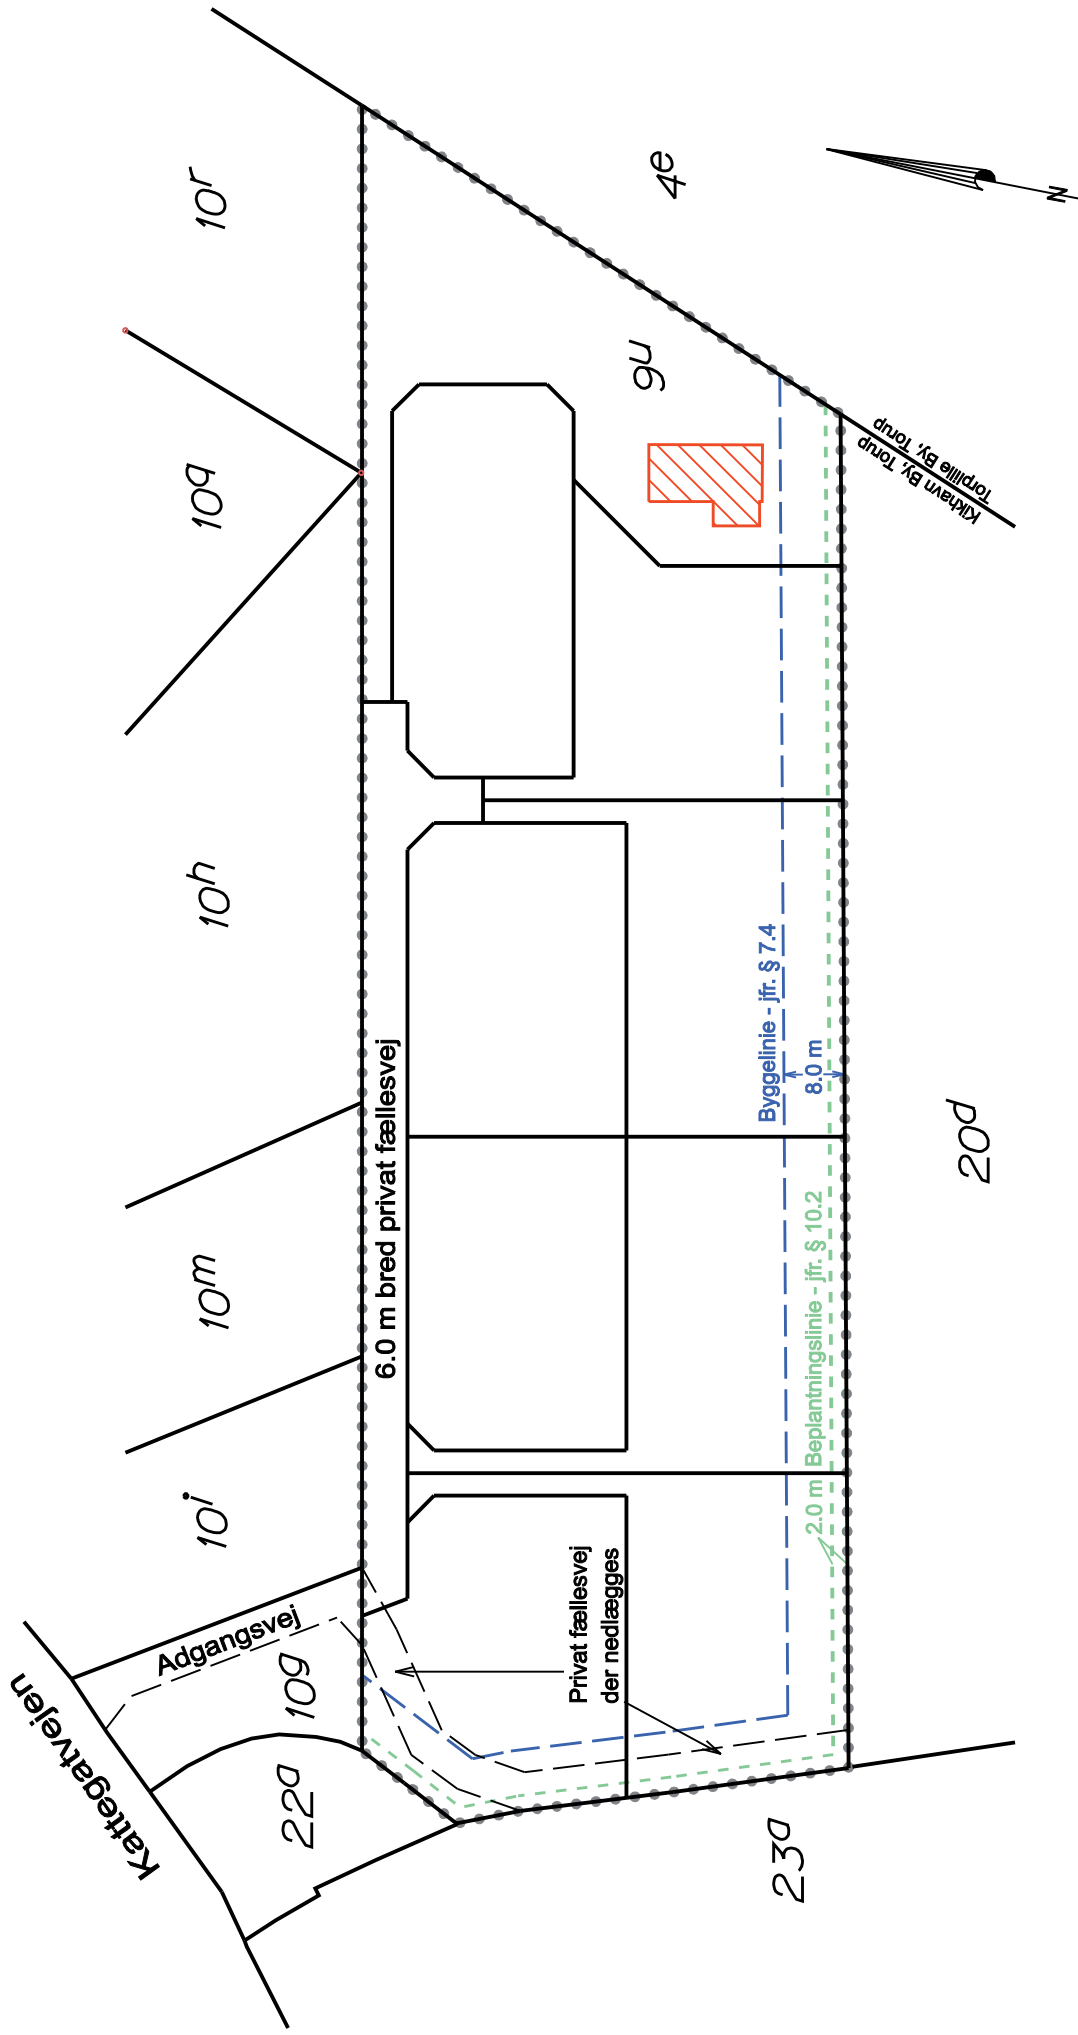 Kattegatvejen
Adgangsvej
22a
10g
10i
10m
10h
10q
10r
6.0 m bred privat fællesvej
Privat fællesvej
der nedlægges
Byggelinie - jfr. § 7.4
8.0 m
2.0 m Beplantningslinie - jfr. § 10.2
9u
4e
23a
20d
Kikhavn By, Torup
Torpillile By, Torup
N